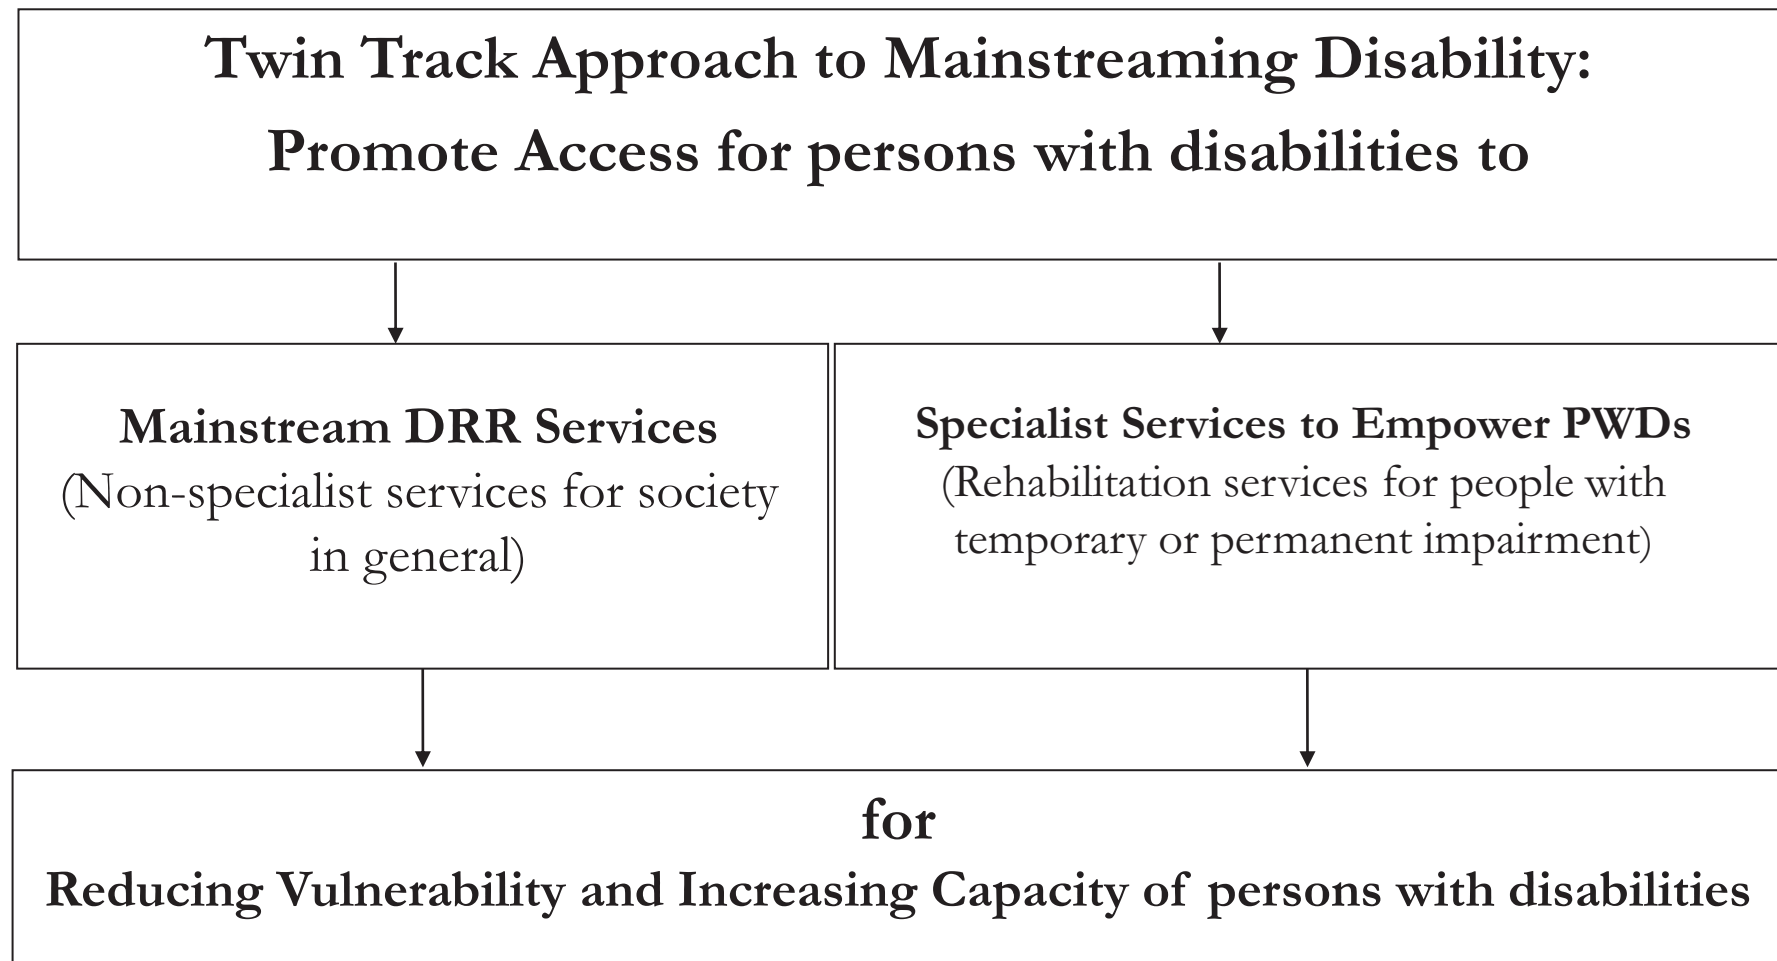 Twin Track Approach to Mainstreaming Disability:
Promote Access for persons with disabilities to
Mainstream DRR Services
(Non-specialist services for society
in general)
Specialist Services to Empower PWDs
(Rehabilitation services for people with
temporary or permanent impairment)
for
Reducing Vulnerability and Increasing Capacity of persons with disabilities